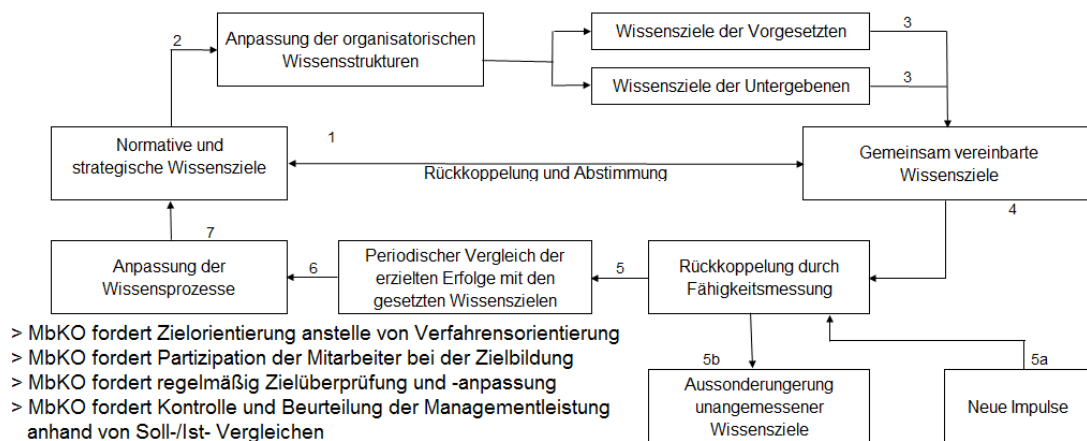 2
Anpassung der organisatorischen
Wissensstrukturen
Wissensziele der Vorgesetzten
3
Wissensziele der Untergebenen
3
Normative und
strategische Wissensziele
1
Rückkoppelung und Abstimmung
Gemeinsam vereinbarte
Wissensziele
4
7
Anpassung der
Wissensprozesse
6
Periodischer Vergleich der
erzielten Erfolge mit den
gesetzten Wissenszielen
5
Rückkoppelung durch
Fähigkeitsmessung
> MbKO fordert Zielorientierung anstelle von Verfahrensorientierung
> MbKO fordert Partizipation der Mitarbeiter bei der Zielbildung
> MbKO fordert regelmäßig Zielüberprüfung und -anpassung
> MbKO fordert Kontrolle und Beurteilung der Managementleistung
anhand von Soll-/Ist- Vergleichen
5b
Aussonderungerung
unangemessener
Wissensziele
5a
Neue Impulse